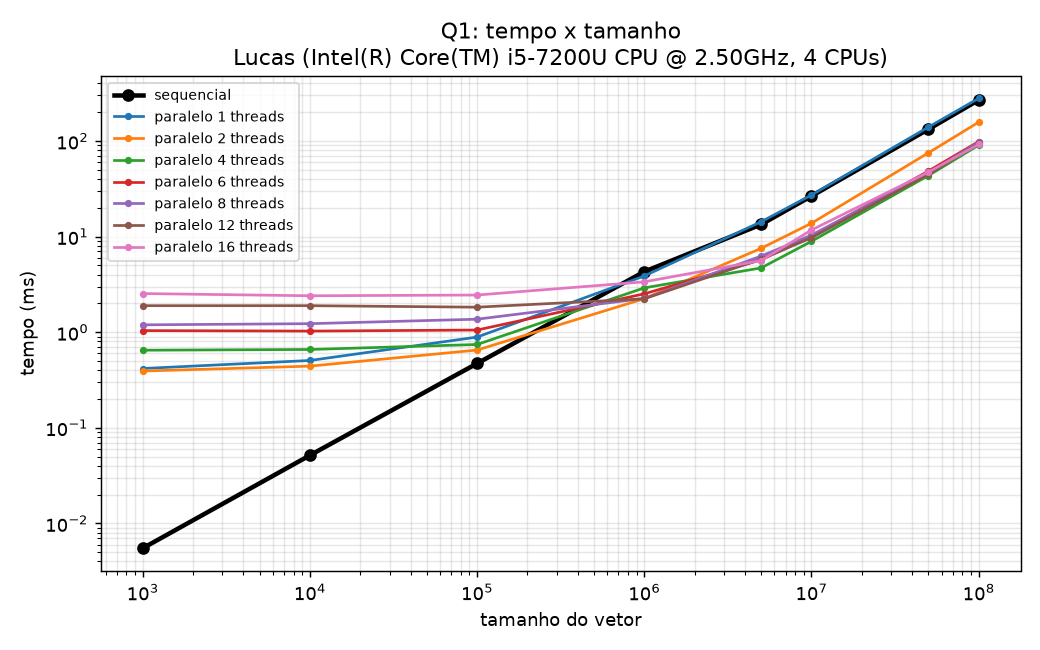 Q1: tempo x tamanho
Lucas (Intel(R) Core(TM) i5-7200U CPU @ 2.50GHz, 4 CPUs)
sequencial
paralelo 1 threads
paralelo 2 threads
paralelo 4 threads
paralelo 6 threads
paralelo 8 threads
paralelo 12 threads
paralelo 16 threads
tempo (ms)
10²
10¹
10⁰
10⁻¹
10⁻²
10³ 10⁴ 10⁵ 10⁶ 10⁷ 10⁸
tamanho do vetor